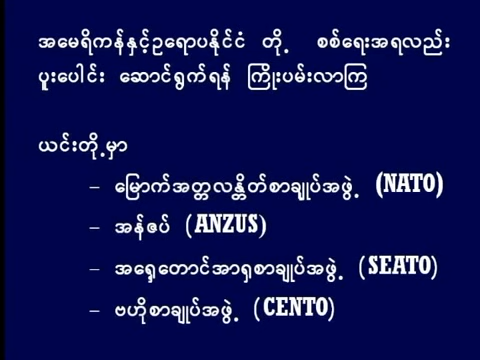 အမေရိကန်နှင့်ဥရောပနိုင်ငံ တို့ စစ်ရေးအရလည်း
ပူးပေါင်း ဆောင်ရွက်ရန် ကြိုးပမ်းလာကြ
ယင်းတို့မှာ
– မြောက်အတ္တလန္တိတ်စာချုပ်အဖွဲ့ (NATO)
– အန်ဇပ် (ANZUS)
– အရှေ့တောင်အာရှစာချုပ်အဖွဲ့ (SEATO)
– ဗဟိုစာချုပ်အဖွဲ့ (CENTO)